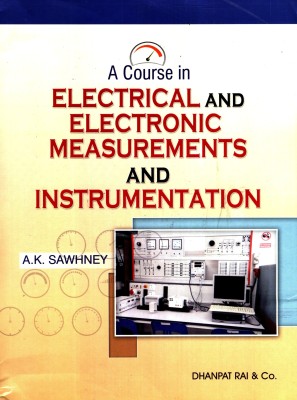 A Course in
ELECTRICAL AND
ELECTRONIC
MEASUREMENTS
AND
INSTRUMENTATION
A.K. SAWHNEY
DHANPAT RAI & Co.